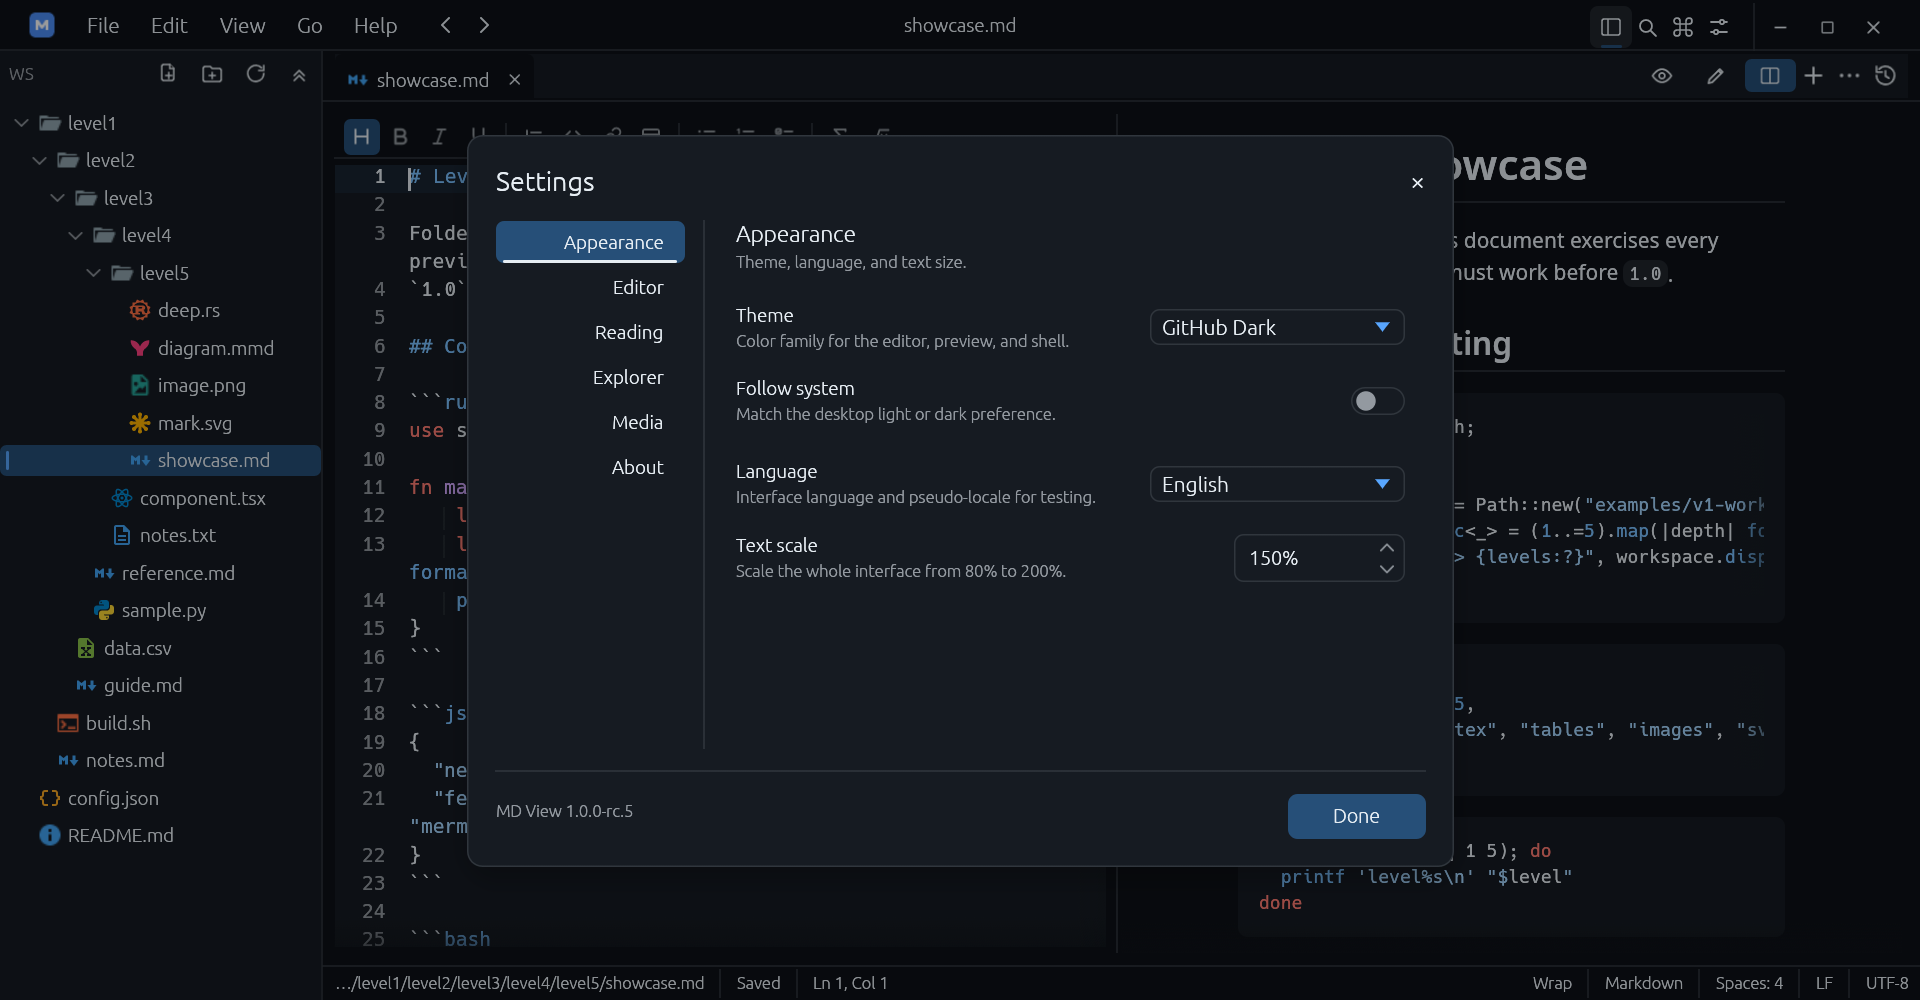 M File Edit View Go Help showcase.md
WS
showcase.md
level1
level2
level3
level4
level5
deep.rs
diagram.mmd
image.png
mark.svg
showcase.md
component.tsx
notes.txt
reference.md
sample.py
data.csv
guide.md
build.sh
notes.md
config.json
README.md
H B I
1 # Lev
2
3 Folde
previ
4 `1.0`
5
6 ## Co
7
8 ```ru
9 use s
10
11 fn ma
12 l
13 l
forma
14 p
15 }
16 ```
17
18 ```js
19 {
20 "ne
21 "fe
"merm
22 }
23 ```
24
25 ```bash
Settings
Appearance
Editor
Reading
Explorer
Media
About
Appearance
Theme, language, and text size.
Theme
Color family for the editor, preview, and shell.
GitHub Dark
Follow system
Match the desktop light or dark preference.
Language
Interface language and pseudo-locale for testing.
English
Text scale
Scale the whole interface from 80% to 200%.
150%
MD View 1.0.0-rc.5
Done
owcase
s document exercises every
must work before 1.0.
ting
h;
= Path::new("examples/v1-work
c<_> = (1..=5).map(|depth| fo
> {levels:?}", workspace.disp
5,
tex", "tables", "images", "sv
1 5); do
printf 'level%s\n' "$level"
done
…/level1/level2/level3/level4/level5/showcase.md Saved Ln 1, Col 1 Wrap Markdown Spaces: 4 LF UTF-8